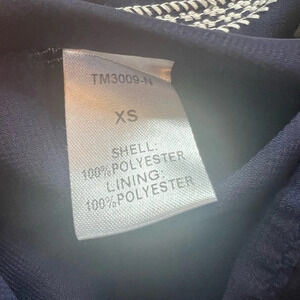 TM3009-N
XS
SHELL:
100%POLYESTER
LINING:
100%POLYESTER